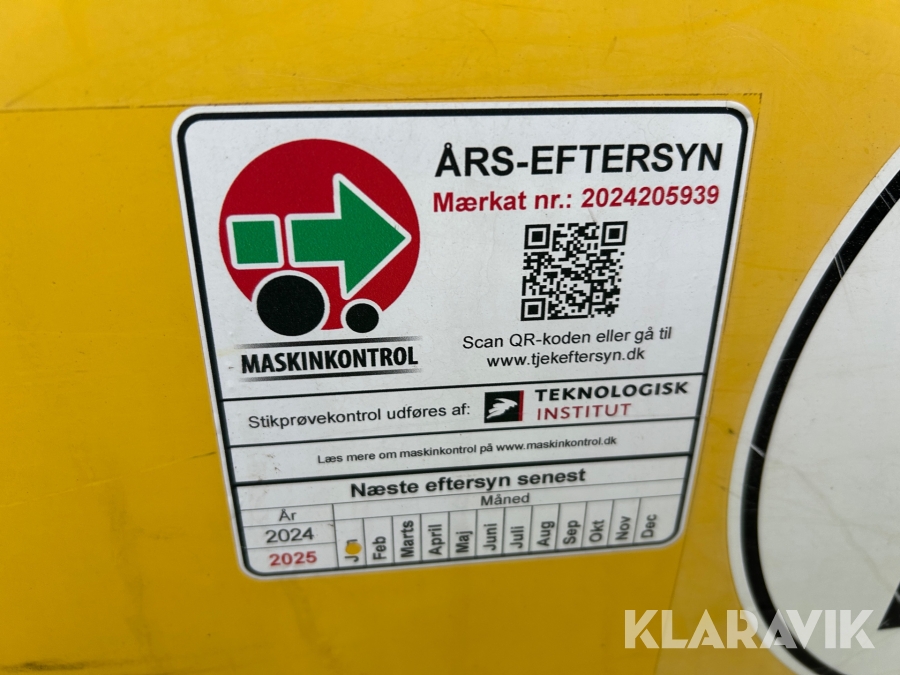 ÅRS-EFTERSYN
Mærkat nr.: 2024205939
MASKINKONTROL
Scan QR-koden eller gå til
www.tjekeftersyn.dk
Stikprøvekontrol udføres af: TEKNOLOGISK
INSTITUT
Læs mere om maskinkontrol på www.maskinkontrol.dk
Næste eftersyn senest
År
Måned
2024
2025
Jan
Feb
Marts
April
Maj
Juni
Juli
Aug
Sep
Okt
Nov
Dec
KLARAVIK